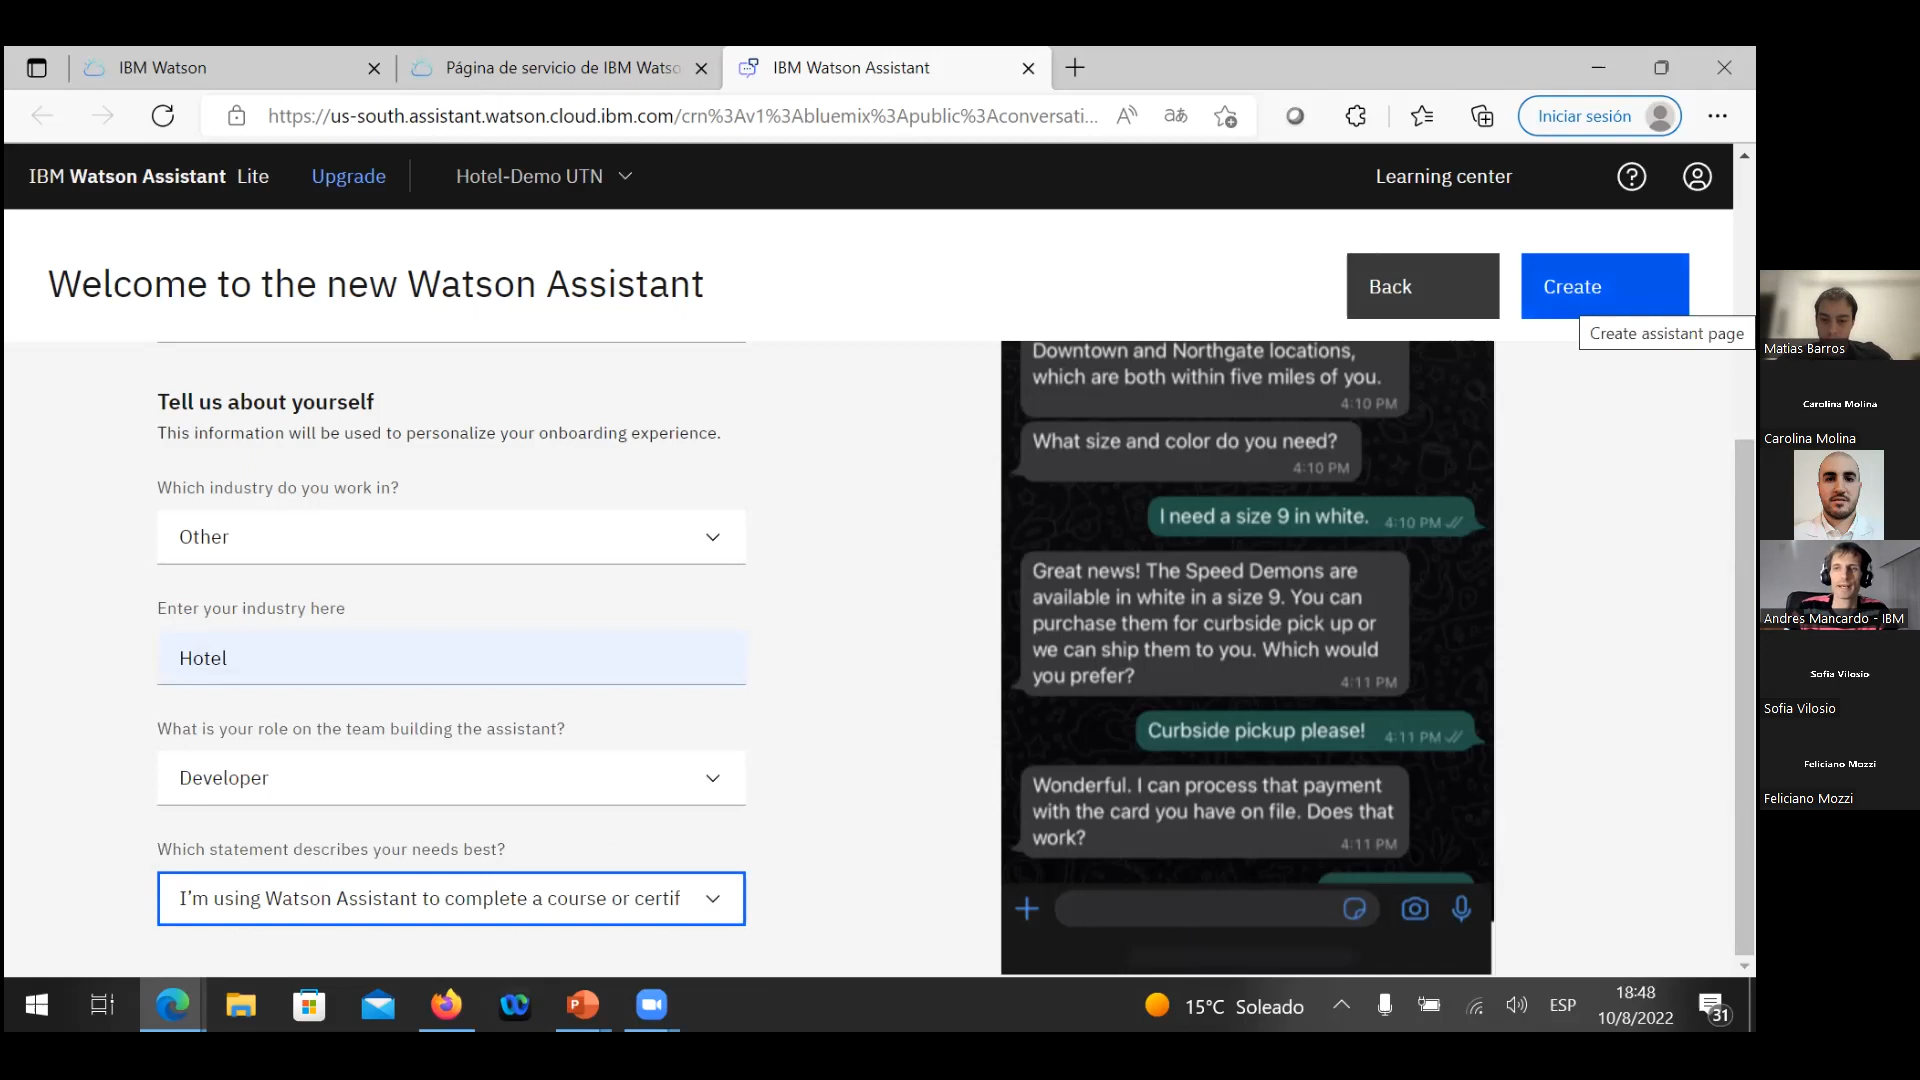 IBM Watson
Página de servicio de IBM Watso
IBM Watson Assistant
https://us-south.assistant.watson.cloud.ibm.com/crn%3Av1%3Abluemix%3Apublic%3Aconversati...
Iniciar sesión
IBM Watson Assistant Lite
Upgrade
Hotel-Demo UTN
Learning center
Welcome to the new Watson Assistant
Back
Create
Create assistant page
Tell us about yourself
This information will be used to personalize your onboarding experience.
Which industry do you work in?
Other
Enter your industry here
Hotel
What is your role on the team building the assistant?
Developer
Which statement describes your needs best?
I'm using Watson Assistant to complete a course or certif
Downtown and Northgate locations,
which are both within five miles of you.
4:10 PM
What size and color do you need?
4:10 PM
I need a size 9 in white.
4:10 PM
Great news! The Speed Demons are
available in white in a size 9. You can
purchase them for curbside pick up or
we can ship them to you. Which would
you prefer?
4:11 PM
Curbside pickup please!
4:11 PM
Wonderful. I can process that payment
with the card you have on file. Does that
work?
4:11 PM
Matias Barros
Carolina Molina
Carolina Molina
Andres Mancardo - IBM
Sofia Vilosio
Sofia Vilosio
Feliciano Mozzi
Feliciano Mozzi
15°C Soleado
ESP
18:48
10/8/2022
31